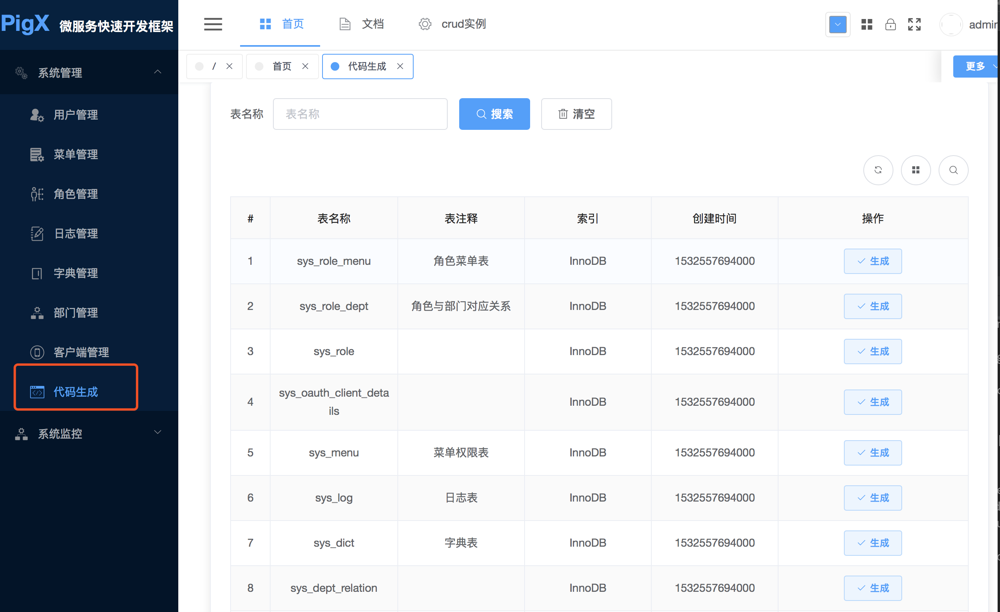 PigX 微服务快速开发框架
首页 文档 crud实例 admin
/ 首页 代码生成 更多
系统管理
用户管理
菜单管理
角色管理
日志管理
字典管理
部门管理
客户端管理
代码生成
系统监控
表名称 表名称 搜索 清空
# 表名称 表注释 索引 创建时间 操作
1 sys_role_menu 角色菜单表 InnoDB 1532557694000 生成
2 sys_role_dept 角色与部门对应关系 InnoDB 1532557694000 生成
3 sys_role InnoDB 1532557694000 生成
4 sys_oauth_client_deta
ils InnoDB 1532557694000 生成
5 sys_menu 菜单权限表 InnoDB 1532557694000 生成
6 sys_log 日志表 InnoDB 1532557694000 生成
7 sys_dict 字典表 InnoDB 1532557694000 生成
8 sys_dept_relation InnoDB 1532557694000 生成